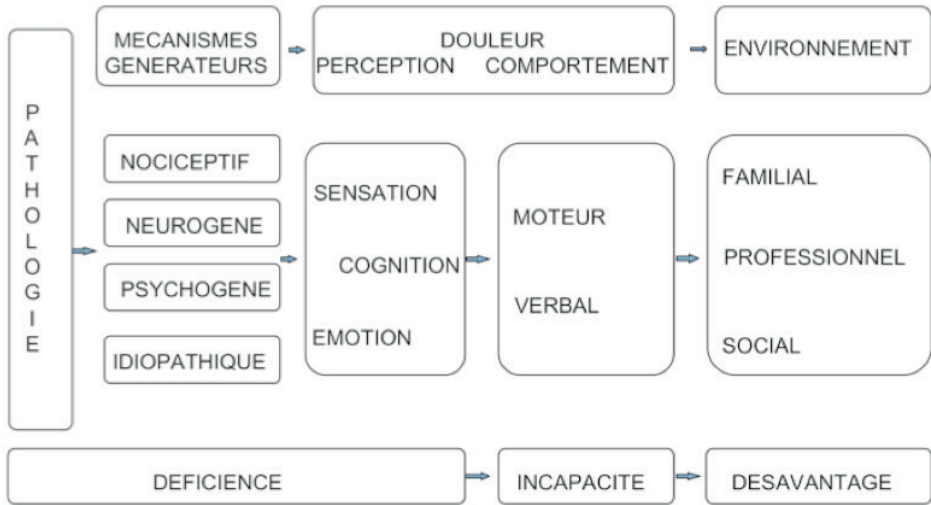 PATHOLOGIE
MECANISMES
GENERATEURS
DOULEUR
PERCEPTION COMPORTEMENT
ENVIRONNEMENT
NOCICEPTIF
NEUROGENE
PSYCHOGENE
IDIOPATHIQUE
SENSATION
COGNITION
EMOTION
MOTEUR
VERBAL
FAMILIAL
PROFESSIONNEL
SOCIAL
DEFICIENCE
INCAPACITE
DESAVANTAGE